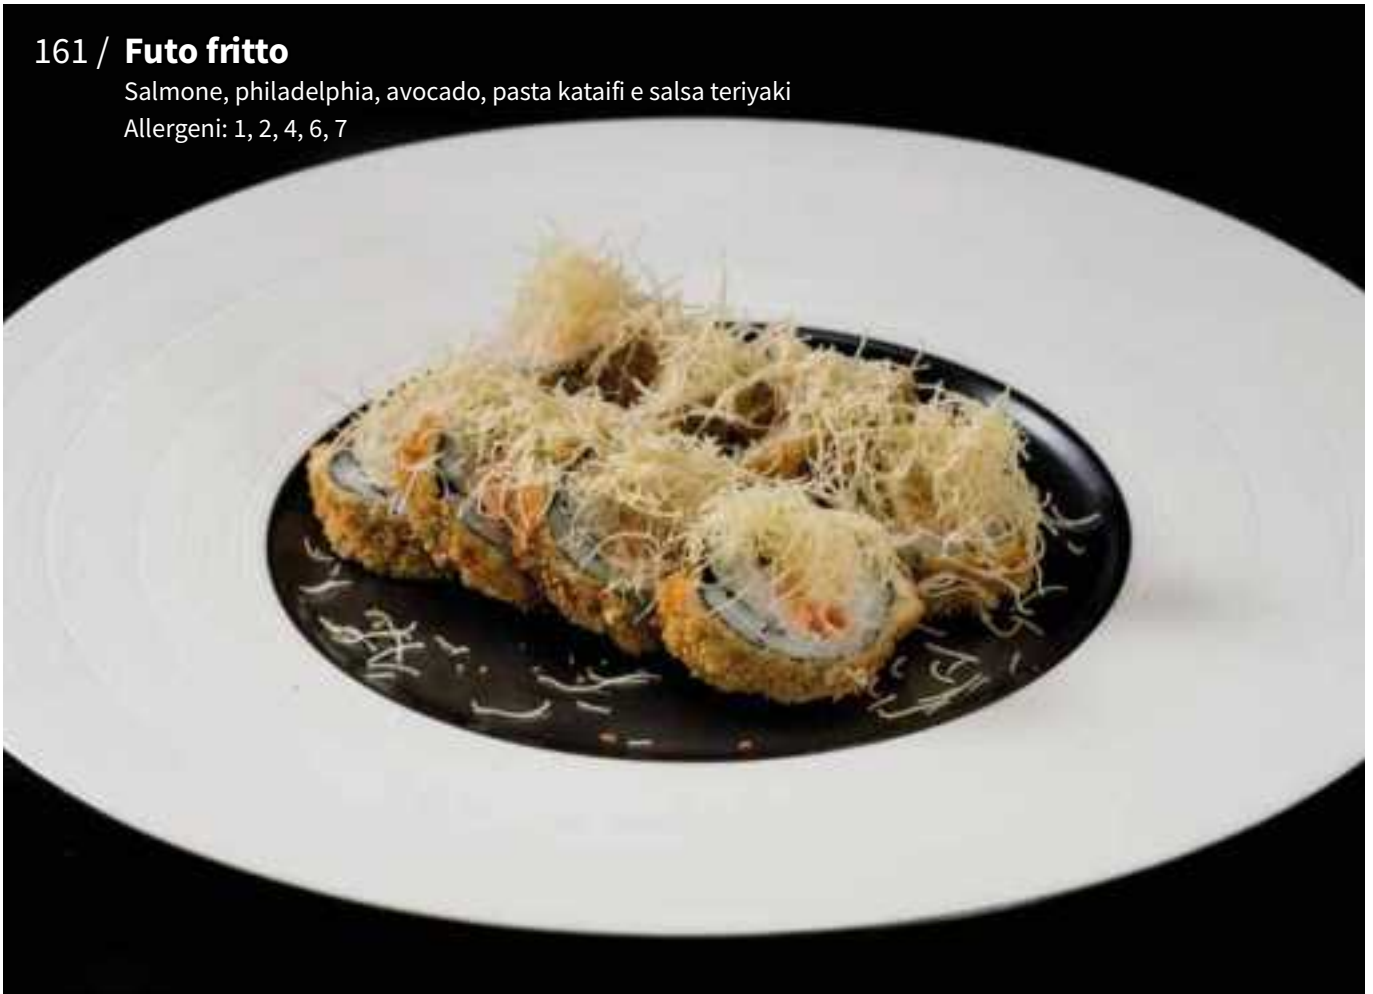 161 / Futo fritto
Salmone, philadelphia, avocado, pasta kataifi e salsa teriyaki
Allergeni: 1, 2, 4, 6, 7